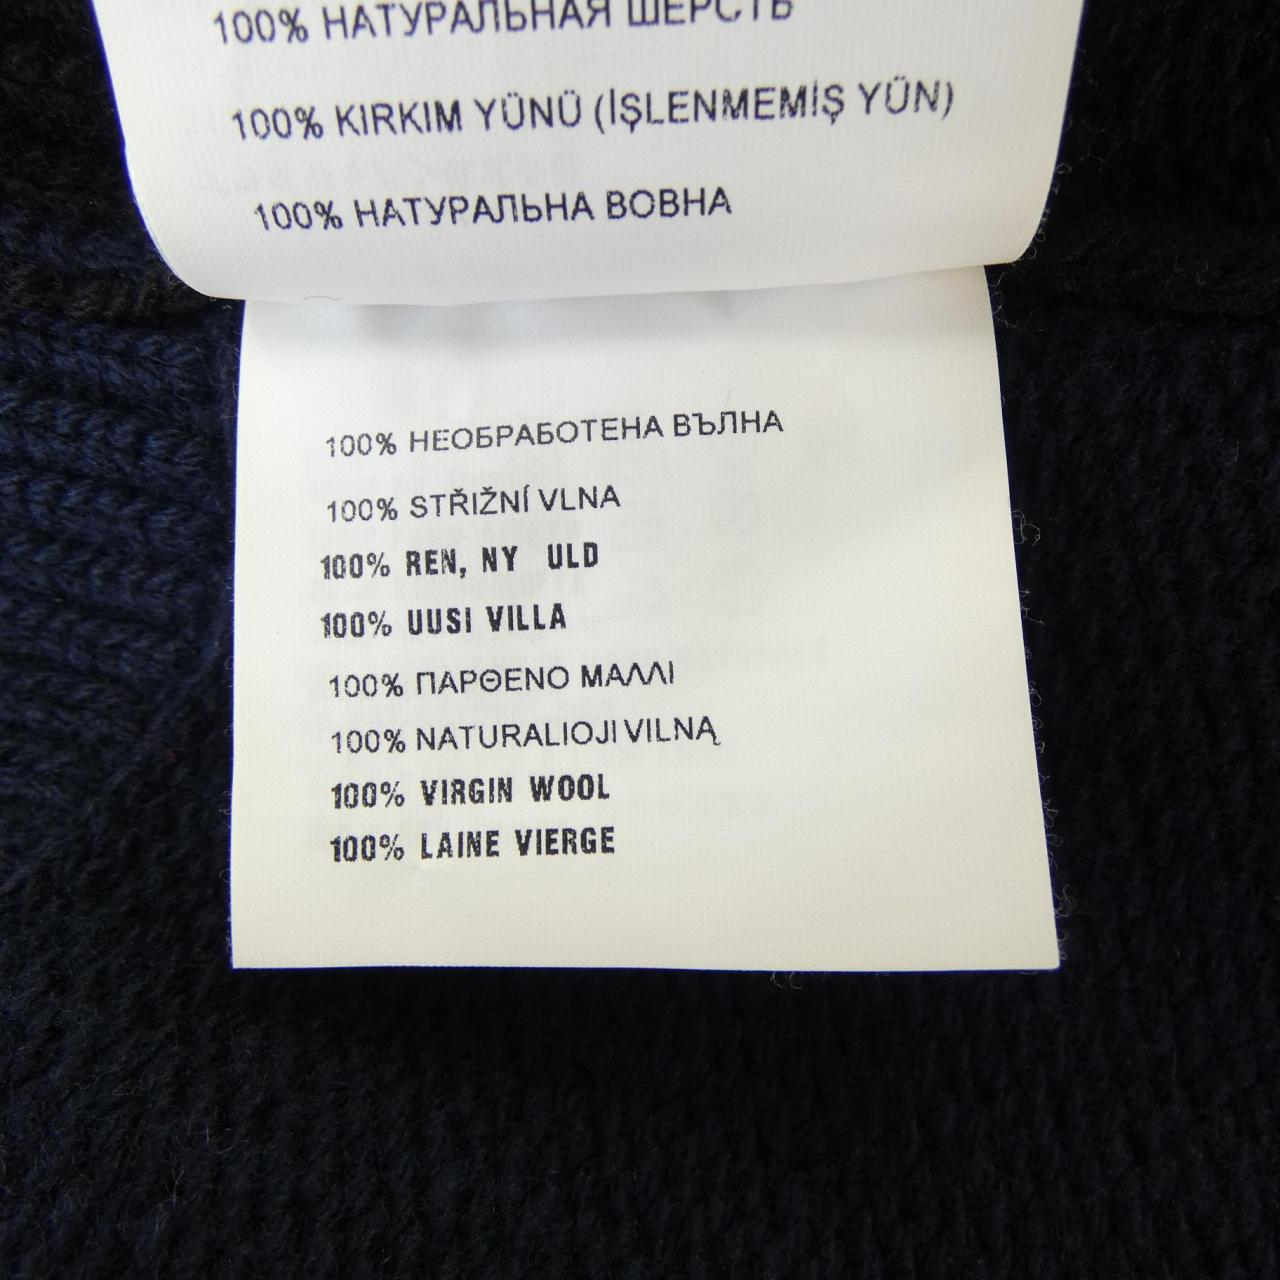 100% НАТУРАЛЬНАЯ ШЕРСТЬ
100% KIRKIM YÜNÜ (İŞLENMEMİŞ YÜN)
100% НАТУРАЛЬНА ВОВНА
100% НЕОБРАБОТЕНА ВЪЛНА
100% STŘIŽNÍ VLNA
100% REN, NY ULD
100% UUSI VILLA
100% ΠΑΡΘΕΝΟ ΜΑΛΛΙ
100% NATURALIOJI VILNĄ
100% VIRGIN WOOL
100% LAINE VIERGE